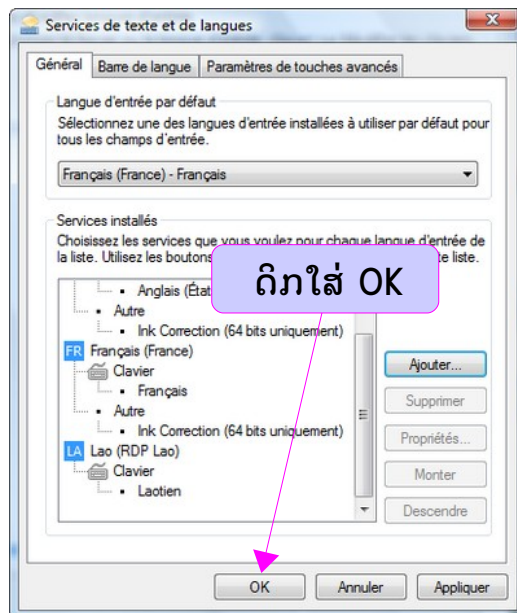 Services de texte et de langues
Général Barre de langue Paramètres de touches avancés
Langue d'entrée par défaut
Sélectionnez une des langues d'entrée installées à utiliser par défaut pour
tous les champs d'entrée.
Français (France) - Français
Services installés
Choisissez les services que vous voulez pour chaque langue d'entrée de
la liste. Utilisez les boutons te liste.
ດິກໃສ່ OK
Anglais (État
Autre
Ink Correction (64 bits uniquement)
FR Français (France)
Clavier
Français
Autre
Ink Correction (64 bits uniquement)
LA Lao (RDP Lao)
Clavier
Laotien
Ajouter...
Supprimer
Propriétés...
Monter
Descendre
OK Annuler Appliquer